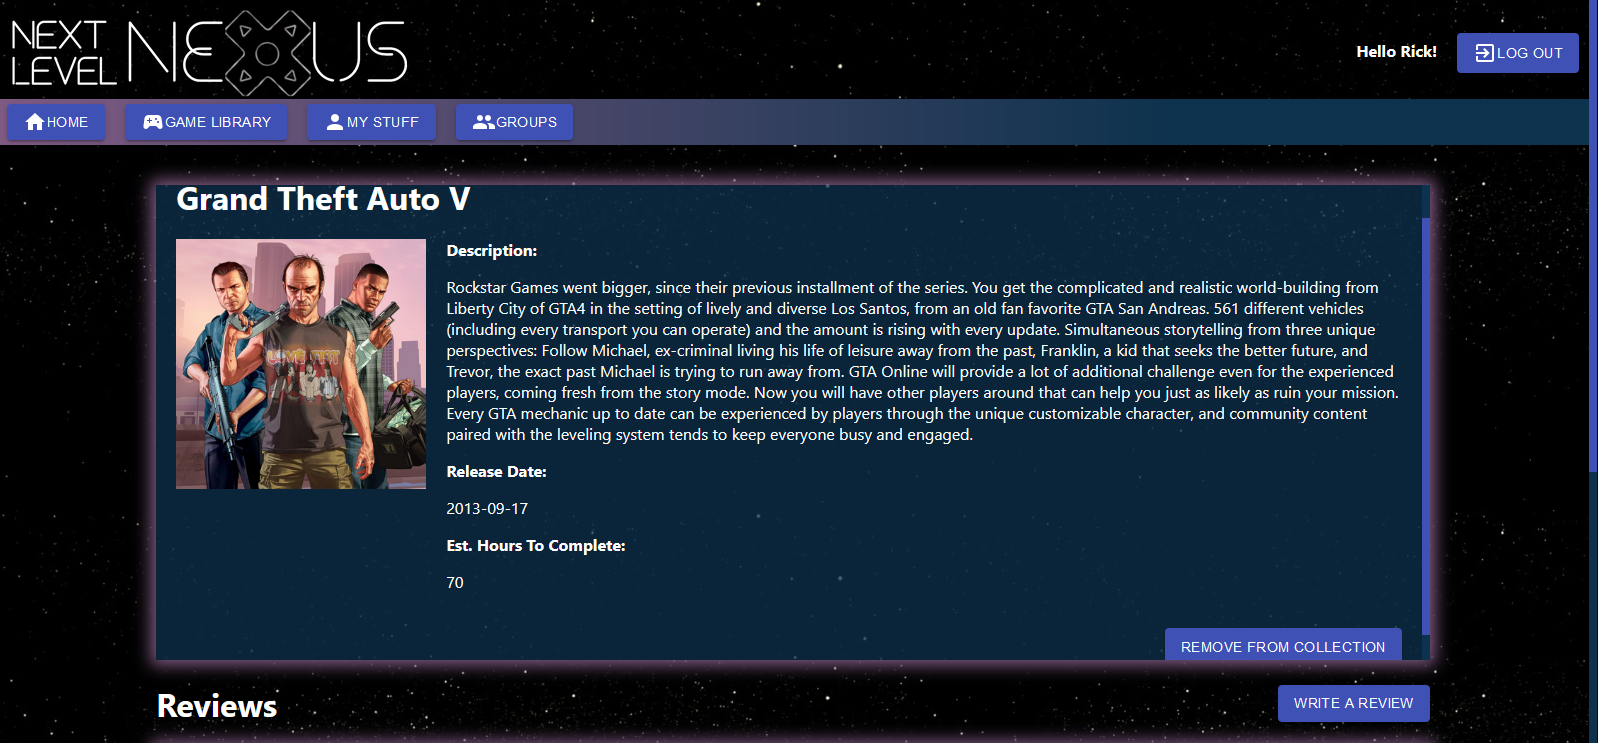 NEXT
LEVEL
NEXUS
Hello Rick!
LOG OUT
HOME
GAME LIBRARY
MY STUFF
GROUPS
Grand Theft Auto V
Description:
Rockstar Games went bigger, since their previous installment of the series. You get the complicated and realistic world-building from
Liberty City of GTA4 in the setting of lively and diverse Los Santos, from an old fan favorite GTA San Andreas. 561 different vehicles
(including every transport you can operate) and the amount is rising with every update. Simultaneous storytelling from three unique
perspectives: Follow Michael, ex-criminal living his life of leisure away from the past, Franklin, a kid that seeks the better future, and
Trevor, the exact past Michael is trying to run away from. GTA Online will provide a lot of additional challenge even for the experienced
players, coming fresh from the story mode. Now you will have other players around that can help you just as likely as ruin your mission.
Every GTA mechanic up to date can be experienced by players through the unique customizable character, and community content
paired with the leveling system tends to keep everyone busy and engaged.
Release Date:
2013-09-17
Est. Hours To Complete:
70
REMOVE FROM COLLECTION
Reviews
WRITE A REVIEW